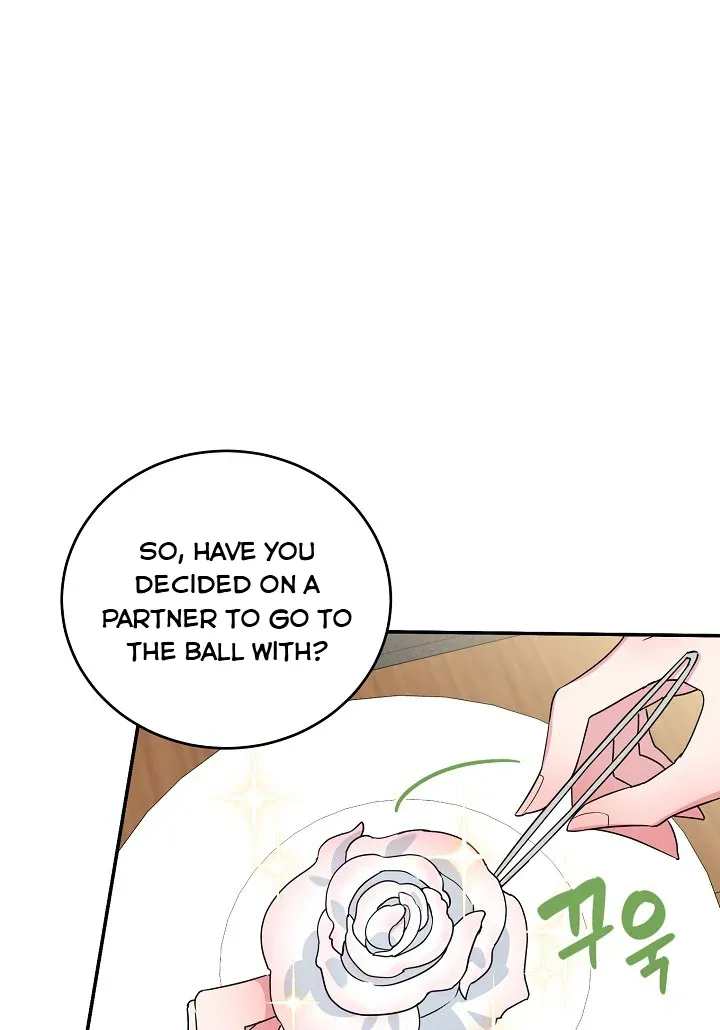 SO, HAVE YOU
DECIDED ON A
PARTNER TO GO TO
THE BALL WITH?
꾸욱